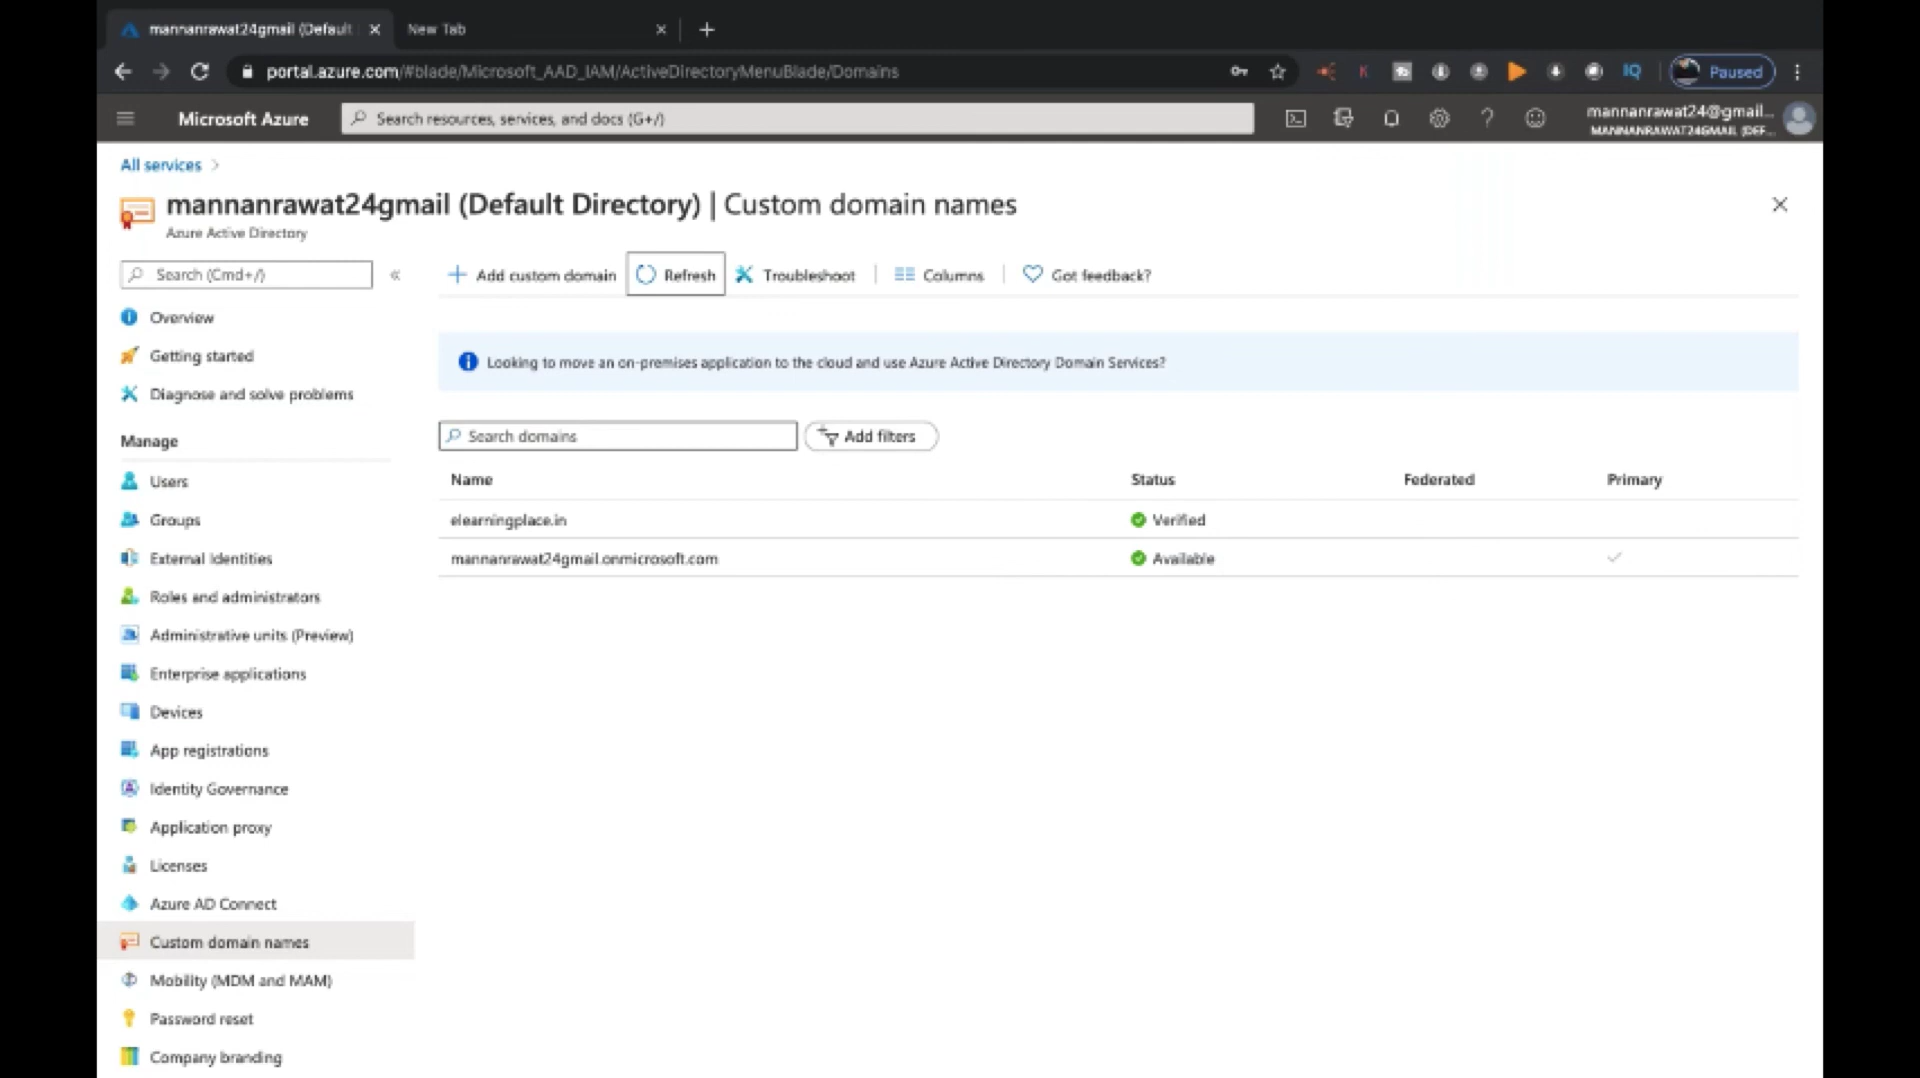 mannanrawat24gmail (Default
New Tab
portal.azure.com/#blade/Microsoft_AAD_IAM/ActiveDirectoryMenuBlade/Domains
K
IQ
Paused
Microsoft Azure
Search resources, services, and docs (G+/)
mannanrawat24@gmail...
MANNANRAWAT24GMAIL (DEF...
All services
mannanrawat24gmail (Default Directory) | Custom domain names
Azure Active Directory
Search (Cmd+/)
«
Add custom domain
Refresh
Troubleshoot
Columns
Got feedback?
Overview
Getting started
Diagnose and solve problems
Looking to move an on-premises application to the cloud and use Azure Active Directory Domain Services?
Manage
Search domains
Add filters
Name Status Federated Primary
elearningplace.in Verified
mannanrawat24gmail.onmicrosoft.com Available
Users
Groups
External Identities
Roles and administrators
Administrative units (Preview)
Enterprise applications
Devices
App registrations
Identity Governance
Application proxy
Licenses
Azure AD Connect
Custom domain names
Mobility (MDM and MAM)
Password reset
Company branding